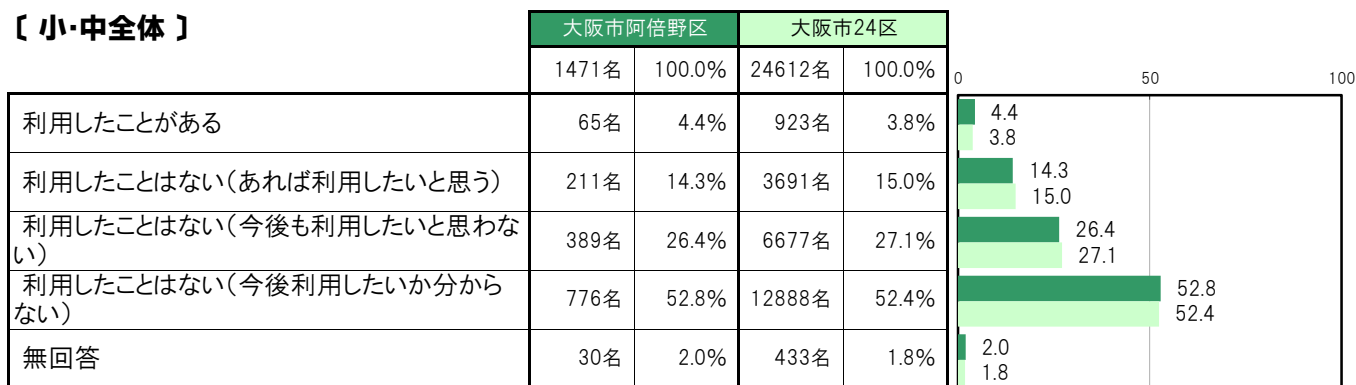 〔 小・中全体 〕
大阪市阿倍野区 大阪市24区
1471名 100.0% 24612名 100.0%
0 50 100
利用したことがある 65名 4.4% 923名 3.8%
4.4
3.8
利用したことはない（あれば利用したいと思う） 211名 14.3% 3691名 15.0%
14.3
15.0
利用したことはない（今後も利用したいと思わな
い） 389名 26.4% 6677名 27.1%
26.4
27.1
利用したことはない（今後利用したいか分から
ない） 776名 52.8% 12888名 52.4%
52.8
52.4
無回答 30名 2.0% 433名 1.8%
2.0
1.8